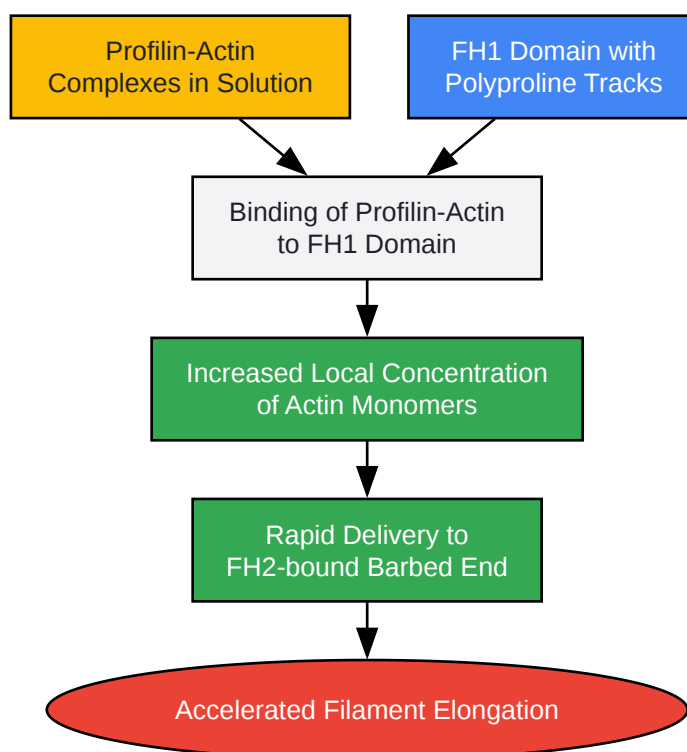 Profilin-Actin
Complexes in Solution
FH1 Domain with
Polyproline Tracks
Binding of Profilin-Actin
to FH1 Domain
Increased Local Concentration
of Actin Monomers
Rapid Delivery to
FH2-bound Barbed End
Accelerated Filament Elongation